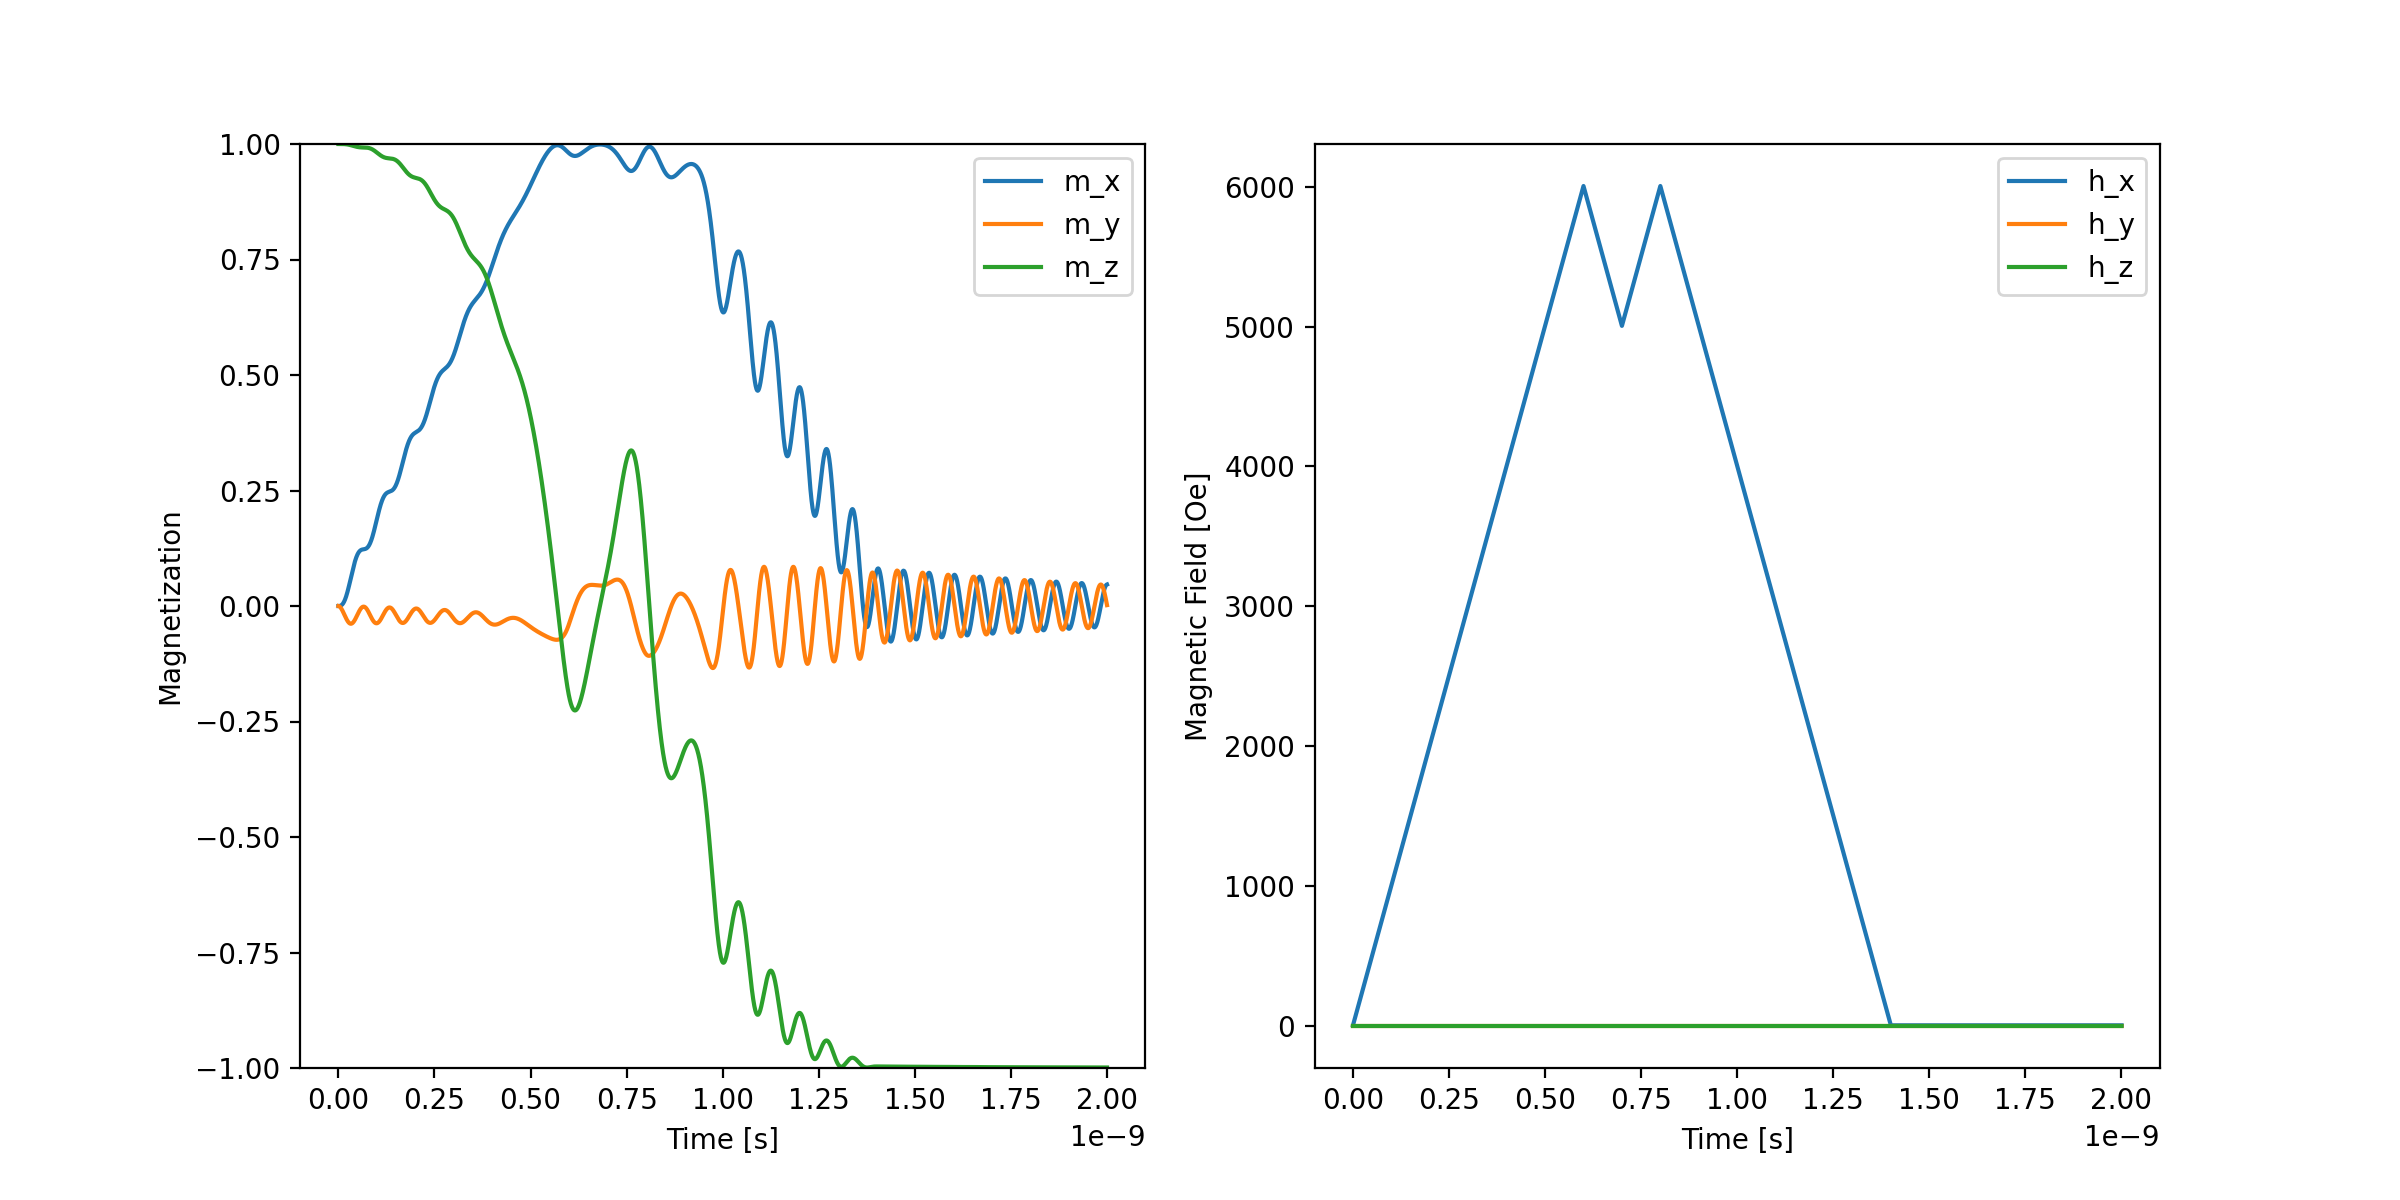 Magnetization
1.00
0.75
0.50
0.25
0.00
−0.25
−0.50
−0.75
−1.00
m_x
m_y
m_z
0.00 0.25 0.50 0.75 1.00 1.25 1.50 1.75 2.00
Time [s]
1e−9
Magnetic Field [Oe]
6000
5000
4000
3000
2000
1000
0
h_x
h_y
h_z
0.00 0.25 0.50 0.75 1.00 1.25 1.50 1.75 2.00
Time [s]
1e−9